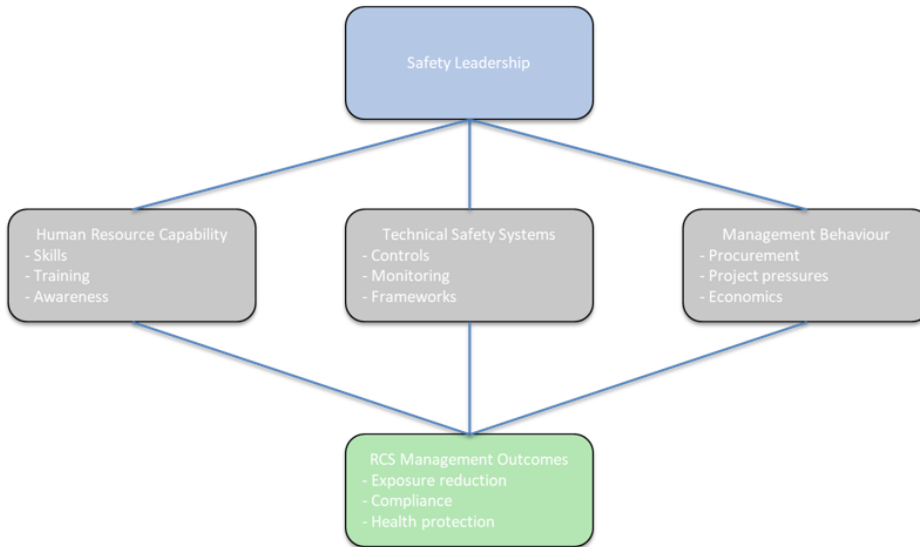 Safety Leadership
Human Resource Capability
- Skills
- Training
- Awareness
Technical Safety Systems
- Controls
- Monitoring
- Frameworks
Management Behaviour
- Procurement
- Project pressures
- Economics
RCS Management Outcomes
- Exposure reduction
- Compliance
- Health protection